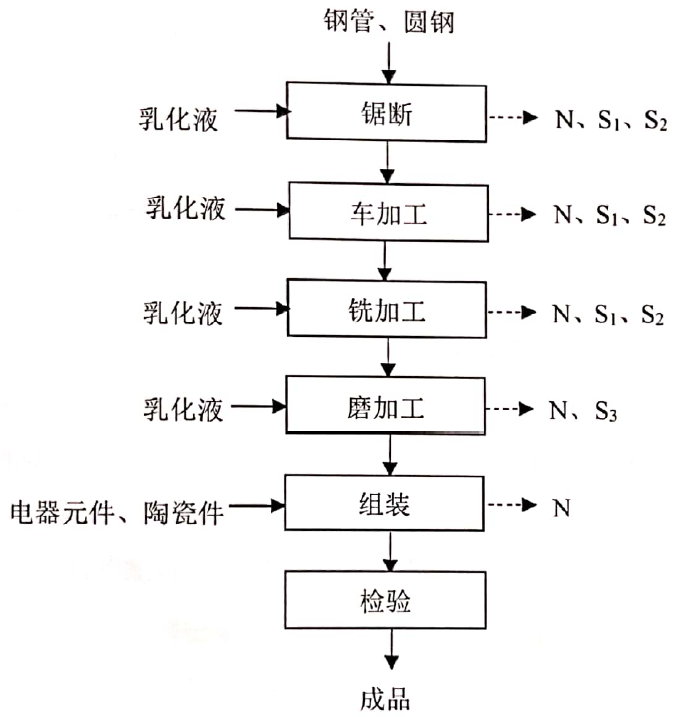 钢管、圆钢
乳化液
锯断
N、S₁、S₂
乳化液
车加工
N、S₁、S₂
乳化液
铣加工
N、S₁、S₂
乳化液
磨加工
N、S₃
电器元件、陶瓷件
组装
N
检验
成品